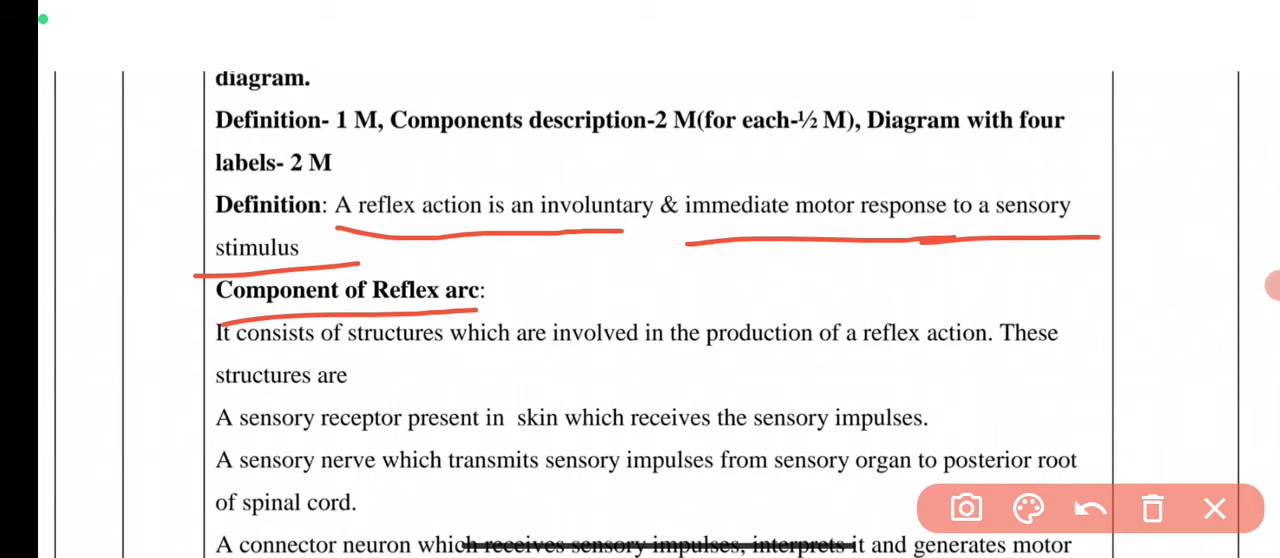 diagram.
Definition- 1 M, Components description-2 M(for each-½ M), Diagram with four
labels- 2 M
Definition: A reflex action is an involuntary & immediate motor response to a sensory
stimulus
Component of Reflex arc:
It consists of structures which are involved in the production of a reflex action. These
structures are
A sensory receptor present in  skin which receives the sensory impulses.
A sensory nerve which transmits sensory impulses from sensory organ to posterior root
of spinal cord.
A connector neuron which receives sensory impulses, interprets it and generates motor